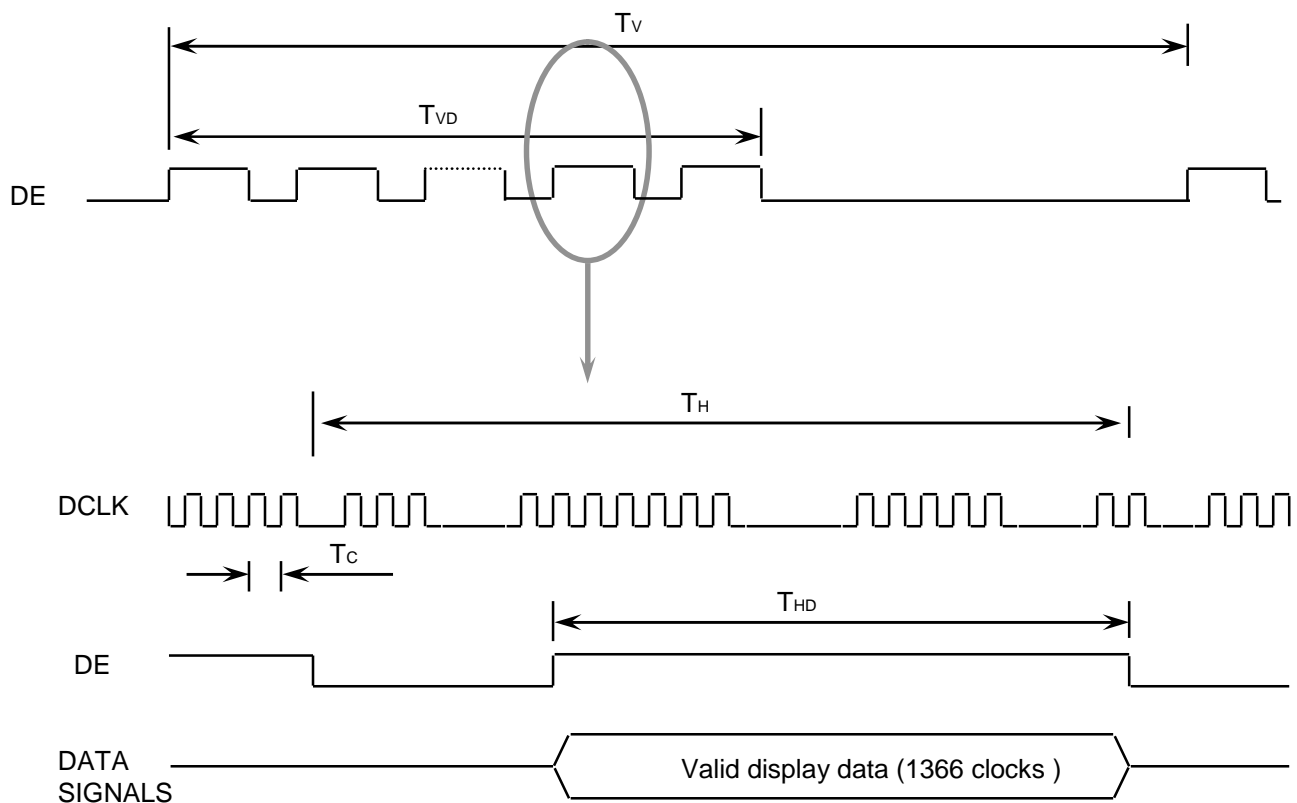 TV
TVD
DE
TH
DCLK
TC
THD
DE
DATA
SIGNALS
Valid display data (1366 clocks )